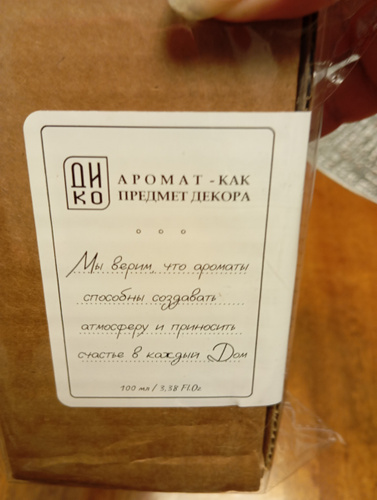 ДИ
КО
АРОМАТ - КАК
ПРЕДМЕТ ДЕКОРА
Мы верим, что ароматы
способны создавать
атмосферу и приносить
счастье в каждый Дом
100 мл / 3,38 Fl.Oz